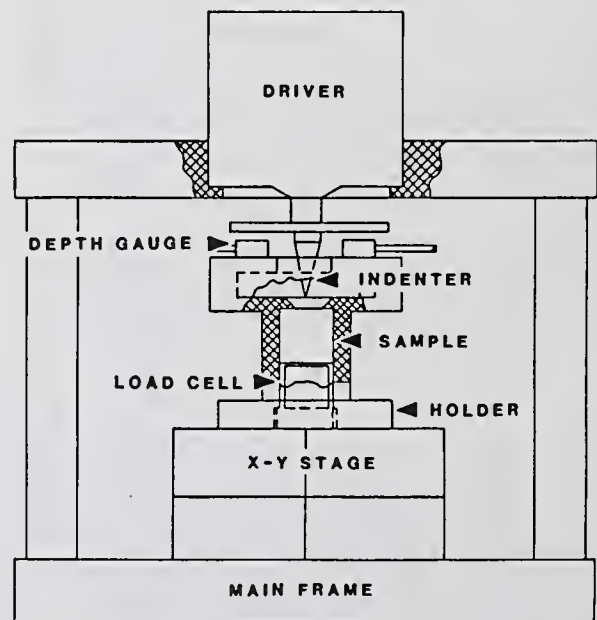 DRIVER
DEPTH GAUGE
INDENTER
SAMPLE
LOAD CELL
HOLDER
X-Y STAGE
MAIN FRAME